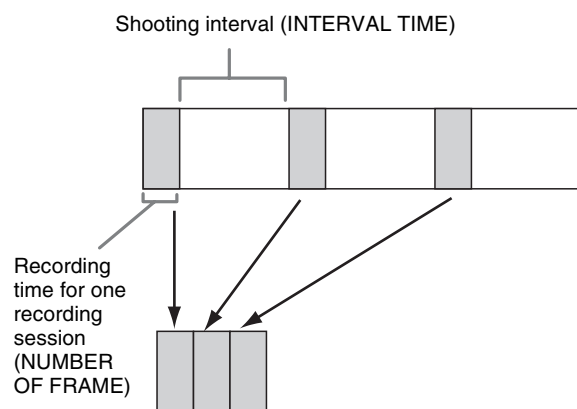 Shooting interval (INTERVAL TIME)
Recording
time for one
recording
session
(NUMBER
OF FRAME)